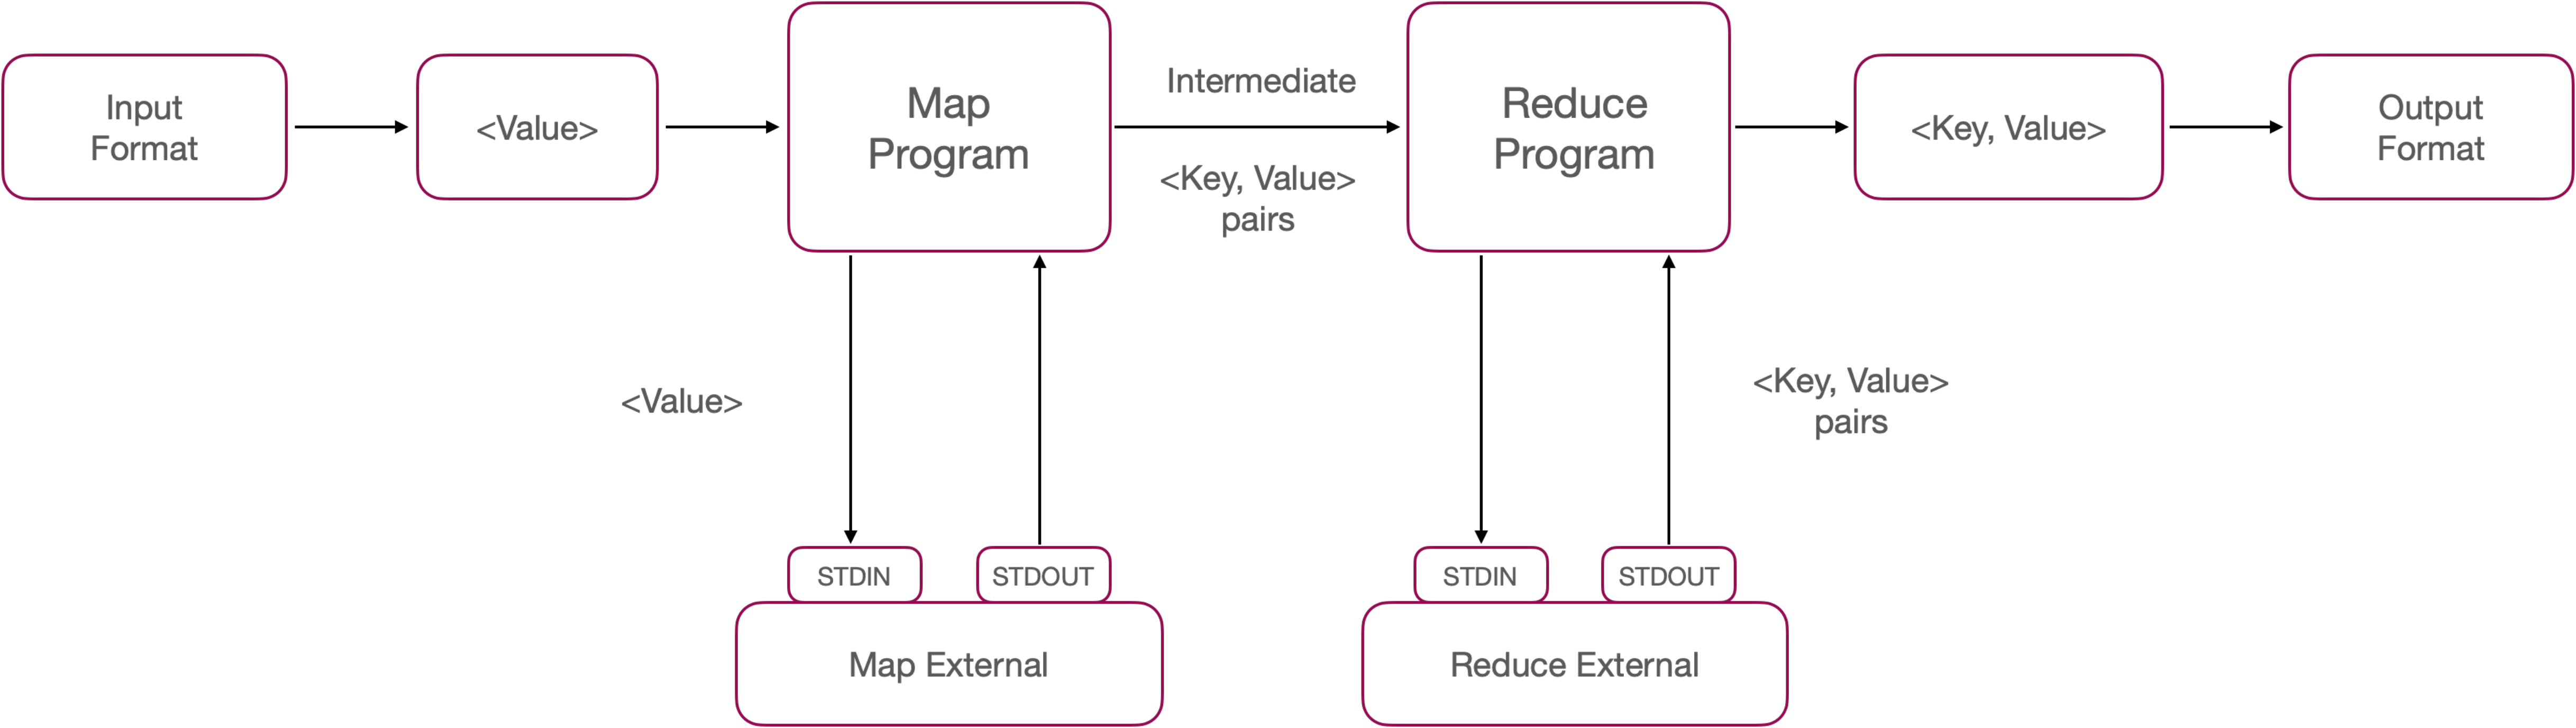 Input
Format
<Value>
Map
Program
Intermediate
<Key, Value>
pairs
Reduce
Program
<Key, Value>
Output
Format
<Value>
<Key, Value>
pairs
STDIN
STDOUT
Map External
STDIN
STDOUT
Reduce External